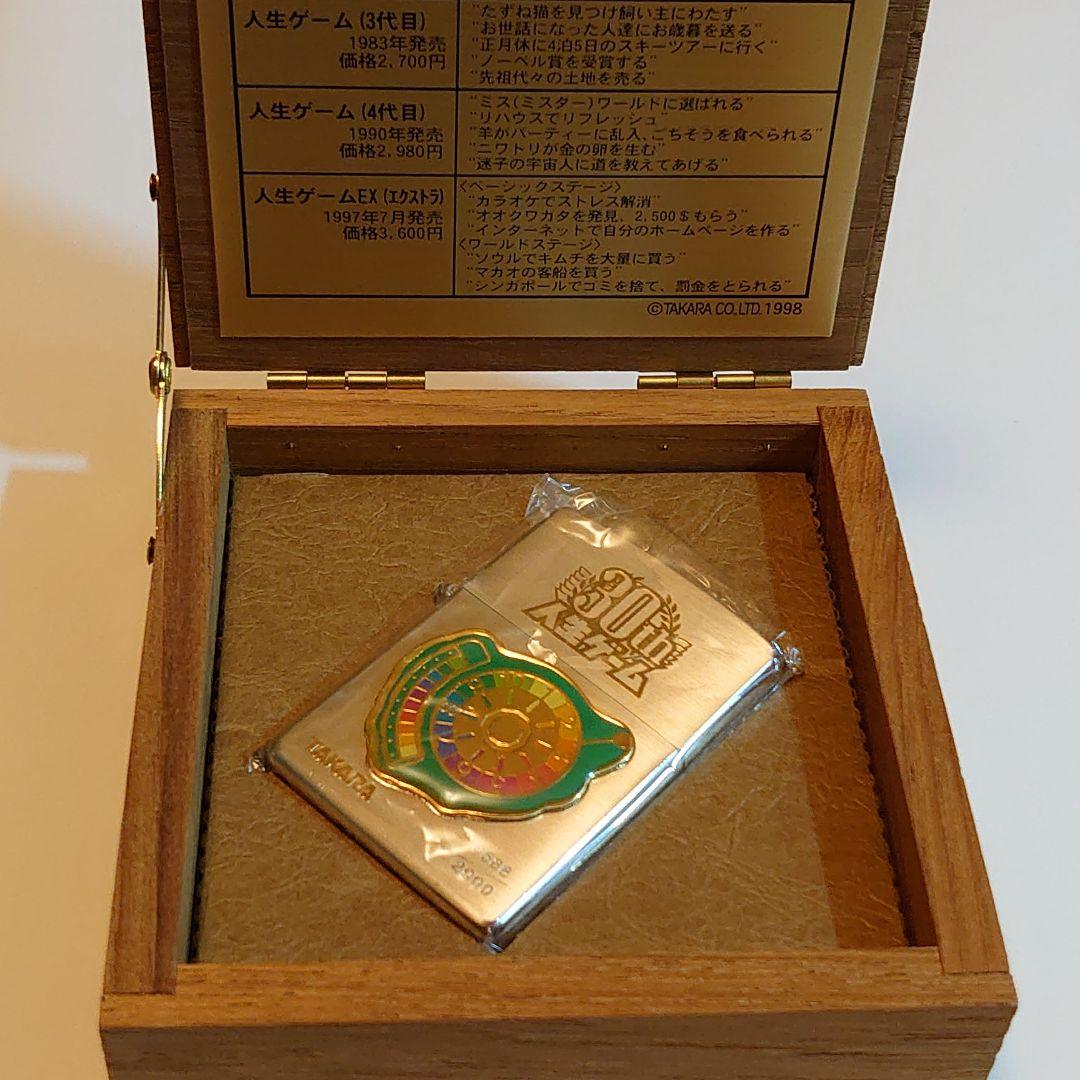 人生ゲーム(3代目)
1983年発売
価格2,700円
“たずね猫を見つけ飼い主にわたす”
“お世話になった人達にお歳暮を送る”
“正月休に4泊5日のスキーツアーに行く”
“ノーベル賞を受賞する”
“先祖代々の土地を売る”
人生ゲーム(4代目)
1990年発売
価格2,980円
“ミス(ミスター)ワールドに選ばれる”
“リハウスでリフレッシュ”
“羊がパーティーに乱入、ごちそうを食べられる”
“ニワトリが金の卵を生む”
“迷子の宇宙人に道を教えてあげる”
人生ゲームEX(エクストラ)
1997年7月発売
価格3,600円
〈ベーシックステージ〉
“カラオケでストレス解消”
“オオクワガタを発見、2,500$もらう”
“インターネットで自分のホームページを作る”
〈ワールドステージ〉
“ソウルでキムチを大量に買う”
“マカオの客船を買う”
“シンガポールでゴミを捨て、罰金をとられる”
©TAKARA CO.,LTD.1998
30th
人生ゲーム
TAKARA
2000